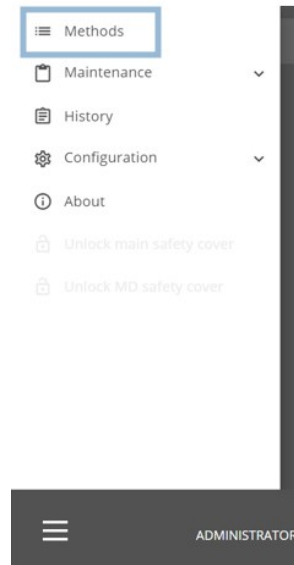 Methods
Maintenance
History
Configuration
About
Unlock main safety cover
Unlock MD safety cover
ADMINISTRATOR